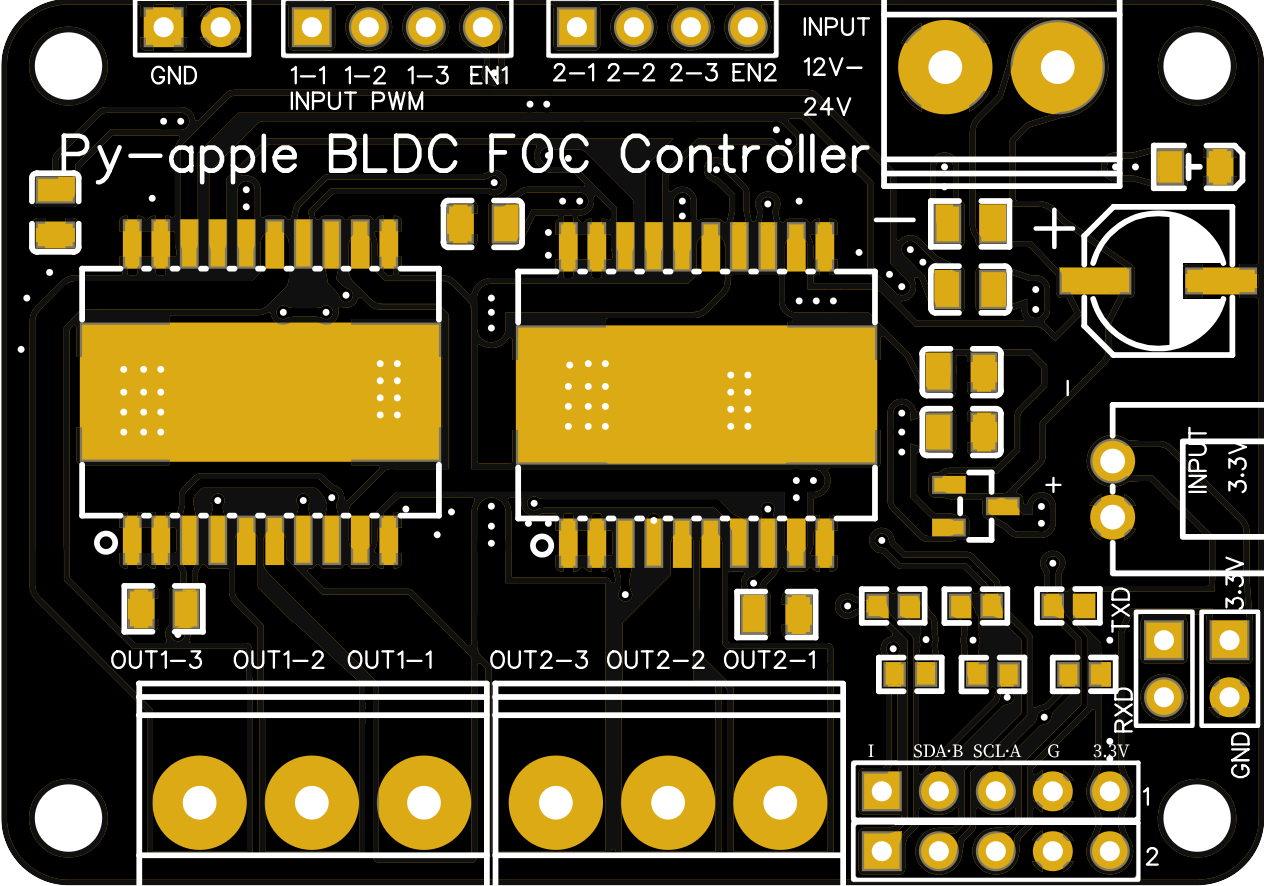 INPUT
12V-
24V
GND
1-1 1-2 1-3 EN1
2-1 2-2 2-3 EN2
INPUT PWM
Py-apple BLDC FOC Controller
- +
-
INPUT
3.3V
+
3.3V
TXD
OUT1-3 OUT1-2 OUT1-1
OUT2-3 OUT2-2 OUT2-1
RXD
GND
I SDA·B SCL·A G 3.3V
1
2